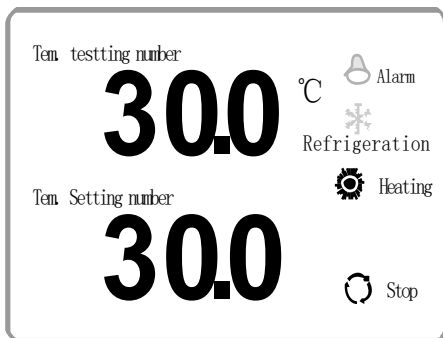 Tem. testting number
30.0 ℃
Alarm
Refrigeration
Heating
Tem. Setting number
30.0
Stop